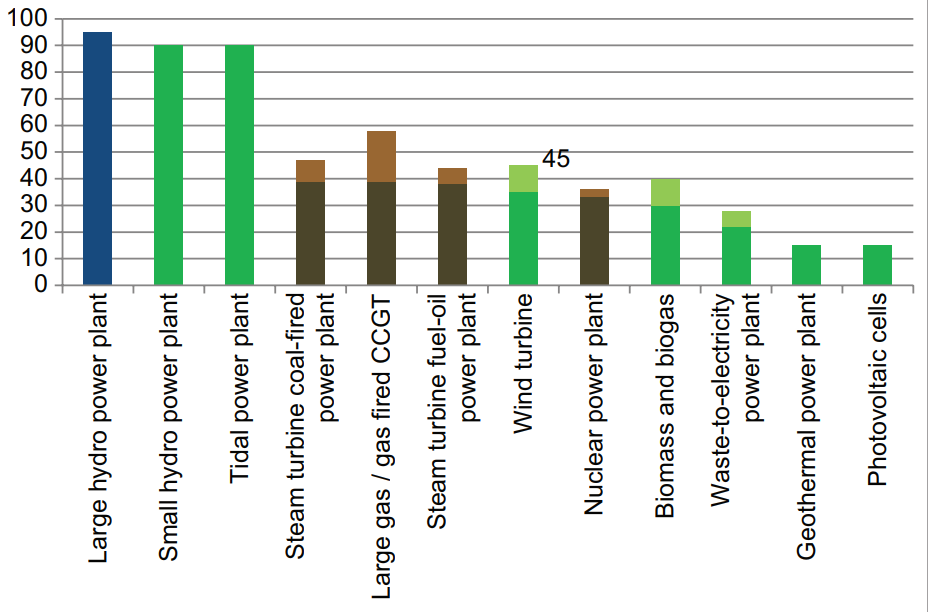 100
90
80
70
60
50
40
30
20
10
0
45
Large hydro power plant
Small hydro power plant
Tidal power plant
Steam turbine coal-fired
power plant
Large gas / gas fired CCGT
Steam turbine fuel-oil
power plant
Wind turbine
Nuclear power plant
Biomass and biogas
Waste-to-electricity
power plant
Geothermal power plant
Photovoltaic cells